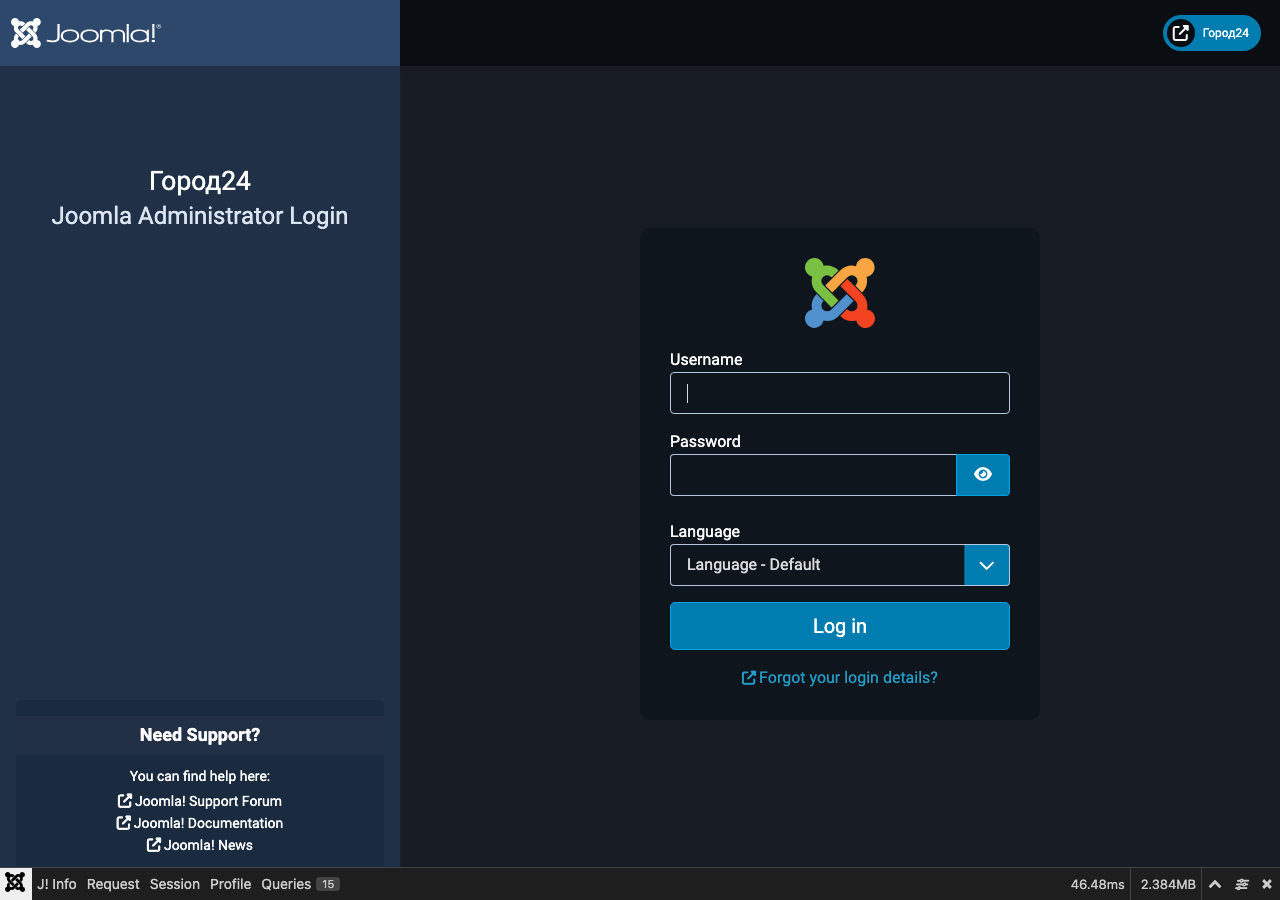 Joomla!®
Город24
Город24
Joomla Administrator Login
Username
Password
Language
Language - Default
Log in
Forgot your login details?
Need Support?
You can find help here:
Joomla! Support Forum
Joomla! Documentation
Joomla! News
J! Info Request Session Profile Queries 15 46.48ms 2.384MB